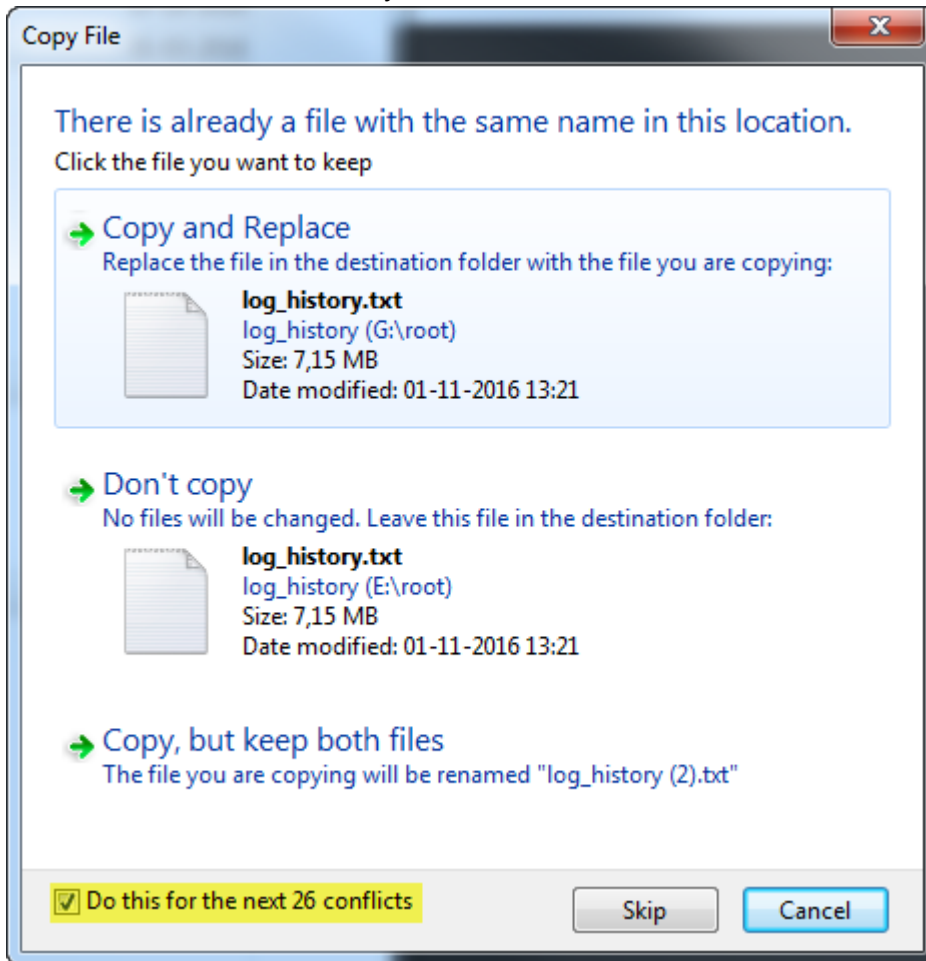 Copy File
There is already a file with the same name in this location.
Click the file you want to keep
Copy and Replace
Replace the file in the destination folder with the file you are copying:
log_history.txt
log_history (G:\root)
Size: 7,15 MB
Date modified: 01-11-2016 13:21
Don't copy
No files will be changed. Leave this file in the destination folder:
log_history.txt
log_history (E:\root)
Size: 7,15 MB
Date modified: 01-11-2016 13:21
Copy, but keep both files
The file you are copying will be renamed "log_history (2).txt"
Do this for the next 26 conflicts
Skip
Cancel